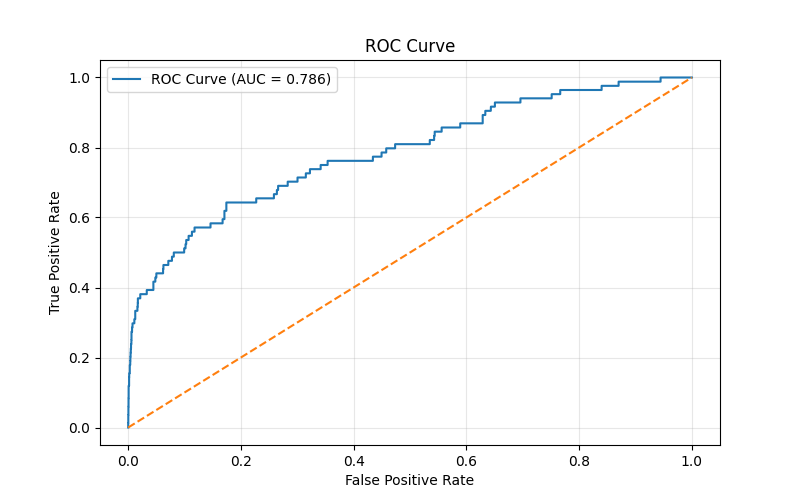 ROC Curve
ROC Curve (AUC = 0.786)
True Positive Rate
1.0
0.8
0.6
0.4
0.2
0.0
0.0 0.2 0.4 0.6 0.8 1.0
False Positive Rate